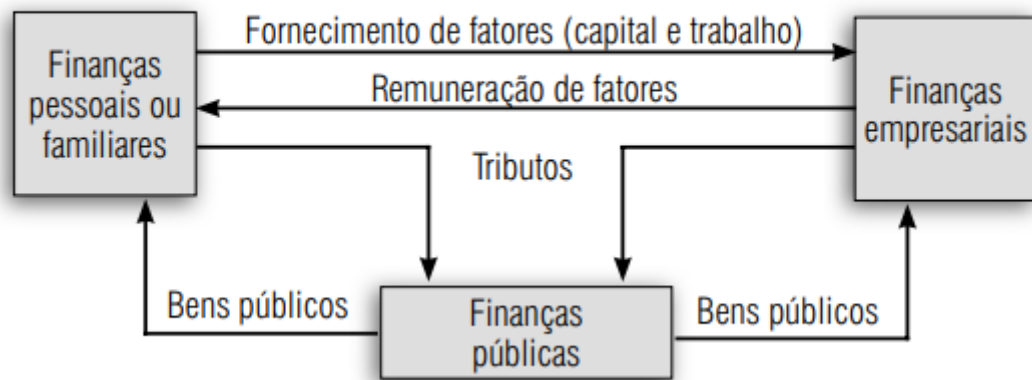 Fornecimento de fatores (capital e trabalho)
Finanças
pessoais ou
familiares
Remuneração de fatores
Finanças
empresariais
Tributos
Bens públicos
Finanças
públicas
Bens públicos